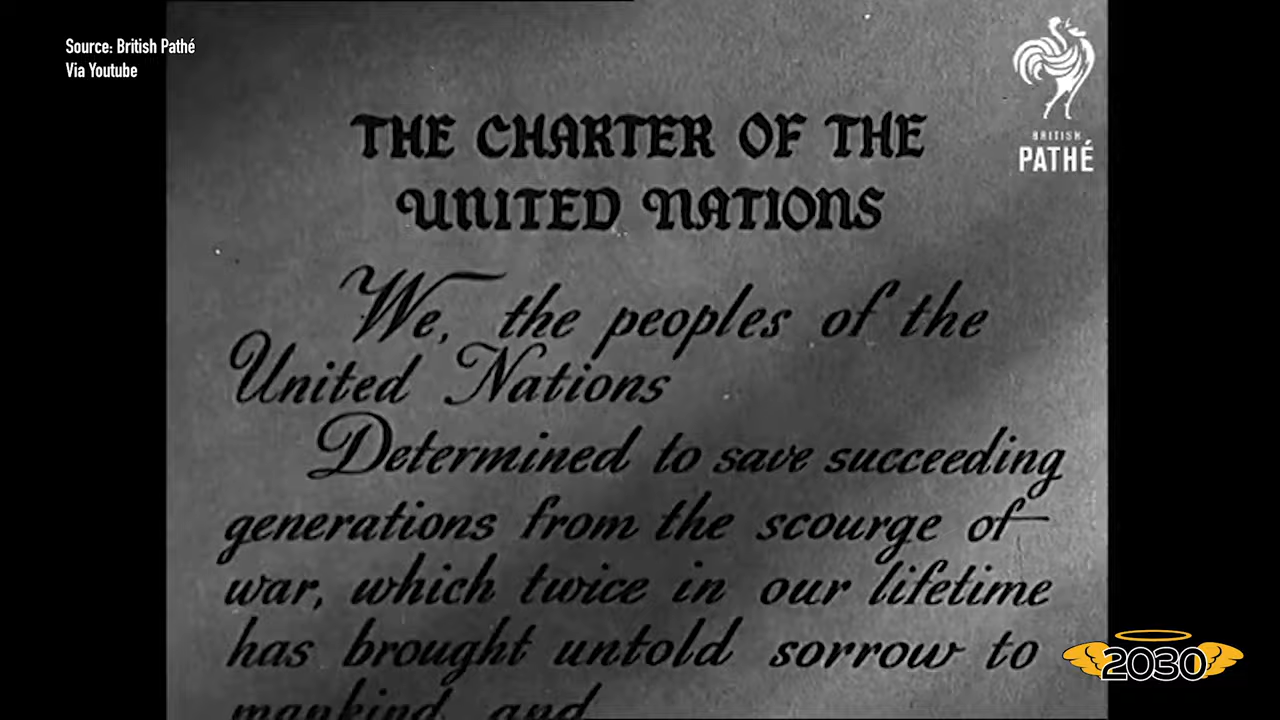 Source: British Pathé
Via Youtube
BRITISH
PATHÉ
THE CHARTER OF THE
UNITED NATIONS
We, the peoples of the
United Nations
Determined to save succeeding
generations from the scourge of
war, which twice in our lifetime
has brought untold sorrow to
mankind, and
2030